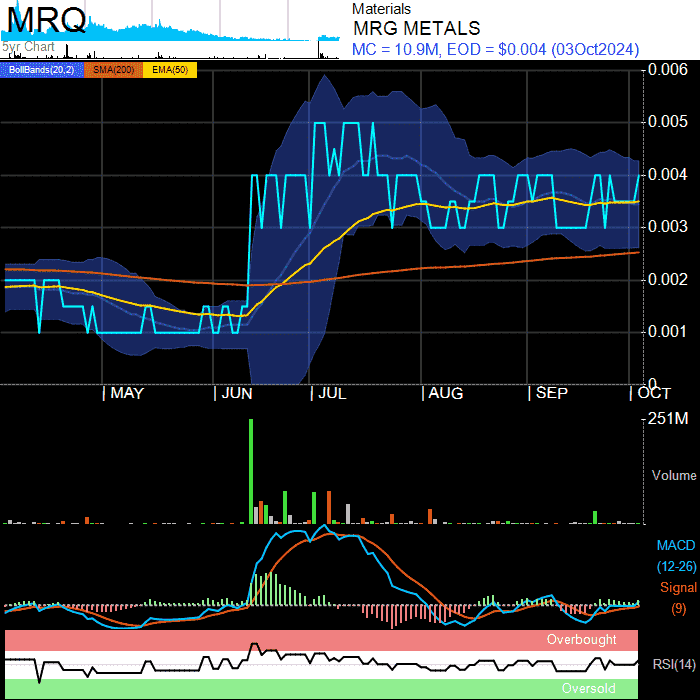 MRQ
5yr Chart
Materials
MRG METALS
MC = 10.9M, EOD = $0.004 (03Oct2024)
BollBands(20,2) SMA(200) EMA(50)
0.006
0.005
0.004
0.003
0.002
0.001
0
MAY JUN JUL AUG SEP OCT
251M
Volume
MACD
(12-26)
Signal
(9)
Overbought
RSI(14)
Oversold